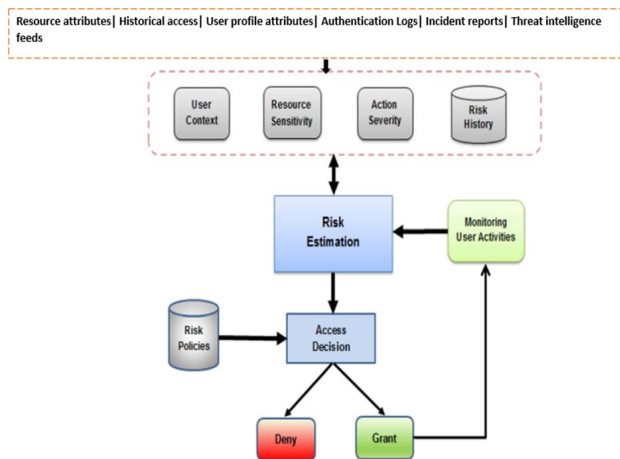 Resource attributes| Historical access| User profile attributes| Authentication Logs| Incident reports| Threat intelligence
feeds
User
Context
Resource
Sensitivity
Action
Severity
Risk
History
Risk
Estimation
Monitoring
User Activities
Risk
Policies
Access
Decision
Deny
Grant